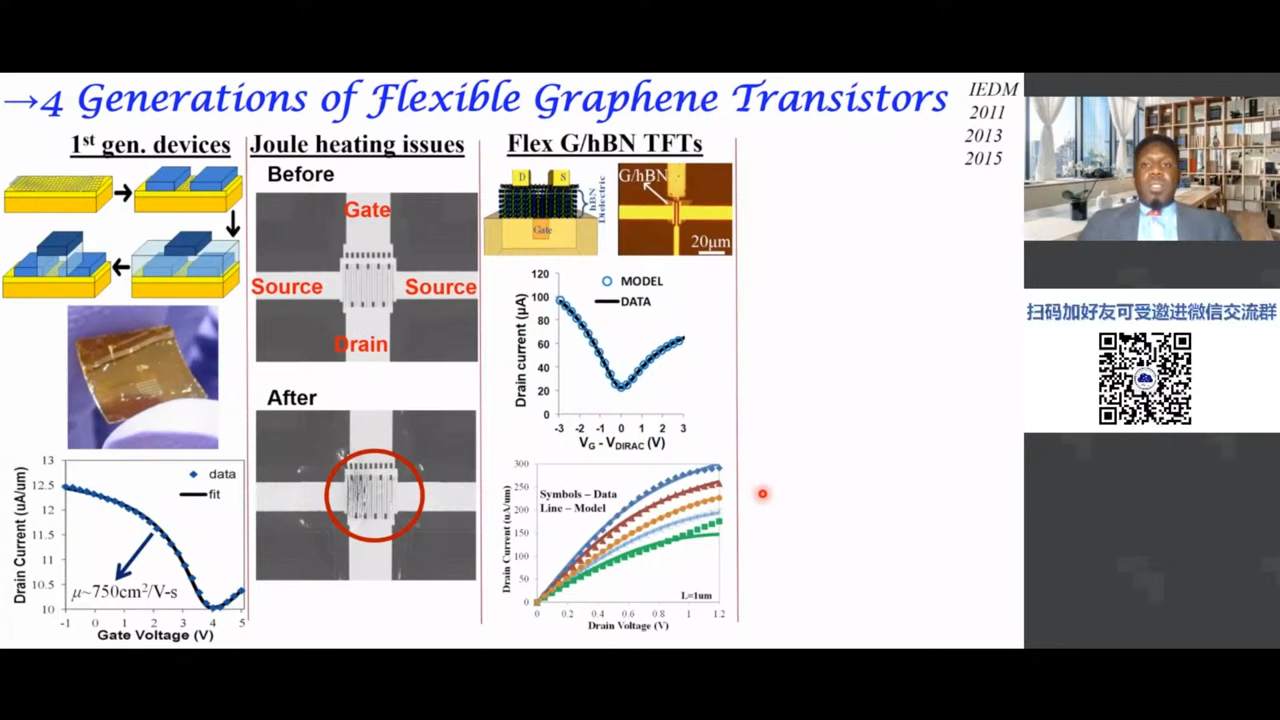 →4 Generations of Flexible Graphene Transistors
IEDM
2011
2013
2015
1st gen. devices
μ~750cm²/V-s
data
fit
Drain Current (uA/um)
13
12.5
12
11.5
11
10.5
10
-1 0 1 2 3 4 5
Gate Voltage (V)
Joule heating issues
Before
Gate
Source
Source
Drain
After
Flex G/hBN TFTs
D
S
hBN
Dielectric
Gate
G/hBN
20μm
MODEL
DATA
Drain current (μA)
120
100
80
60
40
20
0
-3 -2 -1 0 1 2 3
VG - VDIRAC (V)
Symbols – Data
Line – Model
Drain Current (uA/um)
300
250
200
150
100
50
0
L=1um
0 0.2 0.4 0.6 0.8 1 1.2
Drain Voltage (V)
扫码加好友可受邀进微信交流群